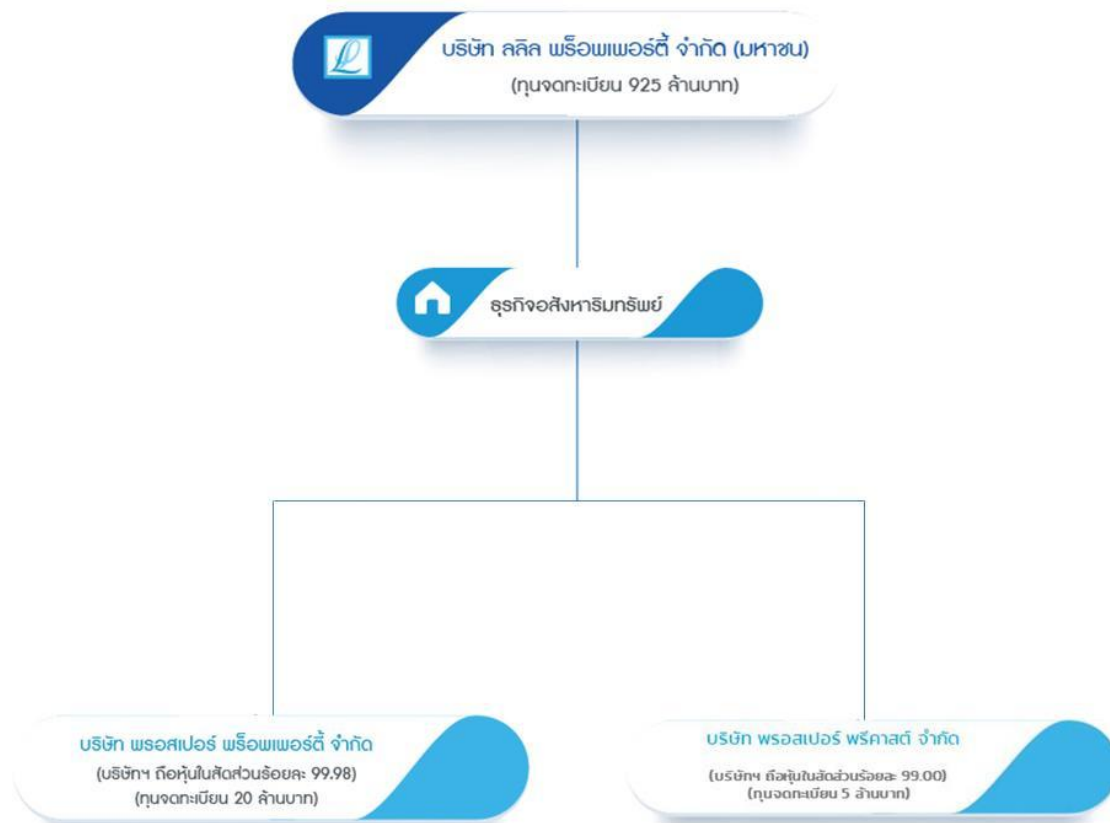 บริษัท ลลิล พร็อพเพอร์ตี้ จำกัด (มหาชน)
(ทุนจดทะเบียน 925 ล้านบาท)
ธุรกิจอสังหาริมทรัพย์
บริษัท พรอสเปอร์ พร็อพเพอร์ตี้ จำกัด
(บริษัทฯ ถือหุ้นในสัดส่วนร้อยละ 99.98)
(ทุนจดทะเบียน 20 ล้านบาท)
บริษัท พรอสเปอร์ พรีคาสต์ จำกัด
(บริษัทฯ ถือหุ้นในสัดส่วนร้อยละ 99.00)
(ทุนจดทะเบียน 5 ล้านบาท)